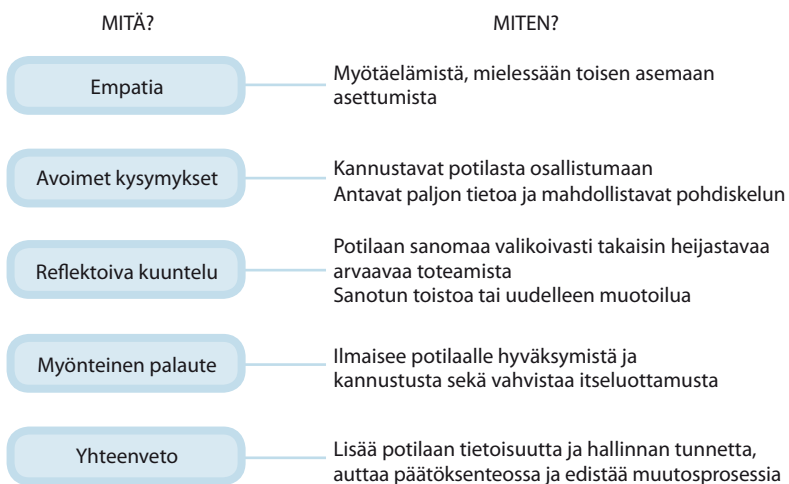 MITÄ?
MITEN?
Empatia
Myötäelämistä, mielessään toisen asemaan
asettumista
Avoimet kysymykset
Kannustavat potilasta osallistumaan
Antavat paljon tietoa ja mahdollistavat pohdiskelun
Reflektoiva kuuntelu
Potilaan sanomaa valikoivasti takaisin heijastavaa
arvaavaa toteamista
Sanotun toistoa tai uudelleen muotoilua
Myönteinen palaute
Ilmaisee potilaalle hyväksymistä ja
kannustusta sekä vahvistaa itseluottamusta
Yhteenveto
Lisää potilaan tietoisuutta ja hallinnan tunnetta,
auttaa päätöksenteossa ja edistää muutosprosessia